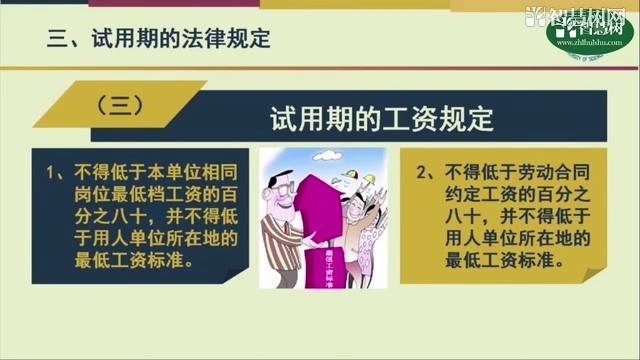 智慧树网
智慧树网
www.zhihuishu.com
三、试用期的法律规定
（三）
试用期的工资规定
1、不得低于本单位相同
岗位最低档工资的百
分之八十，并不得低
于用人单位所在地的
最低工资标准。
最低工资标准
2、不得低于劳动合同
约定工资的百分之
八十，并不得低于
用人单位所在地的
最低工资标准。